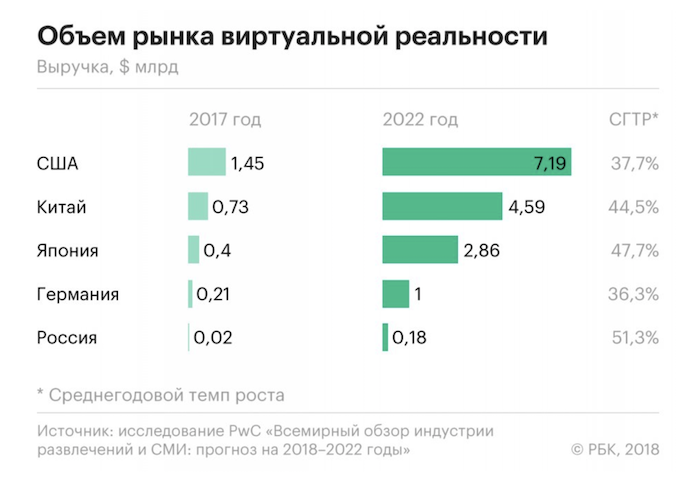 Объем рынка виртуальной реальности
Выручка, $ млрд
2017 год 2022 год СГТР*
США 1,45 7,19 37,7%
Китай 0,73 4,59 44,5%
Япония 0,4 2,86 47,7%
Германия 0,21 1 36,3%
Россия 0,02 0,18 51,3%
* Среднегодовой темп роста
Источник: исследование PwC «Всемирный обзор индустрии
развлечений и СМИ: прогноз на 2018–2022 годы» © РБК, 2018